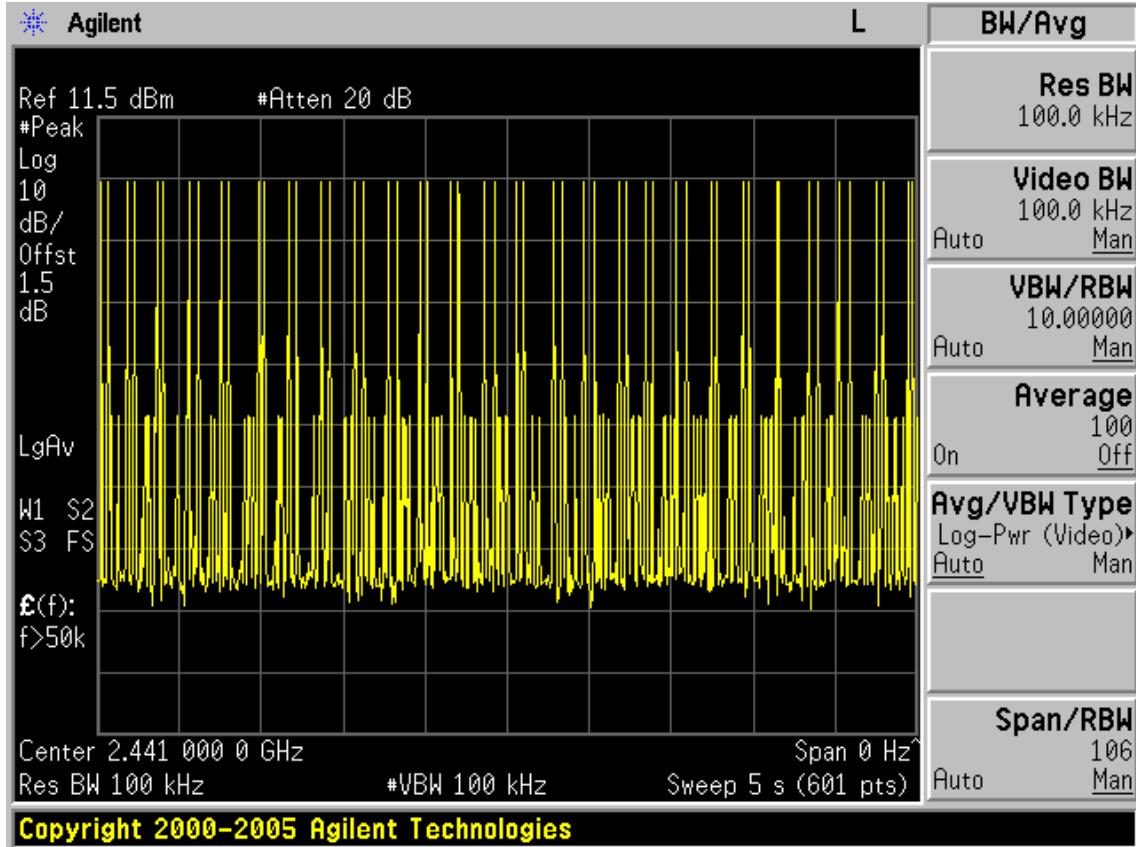 Agilent L BW/Avg
Ref 11.5 dBm #Atten 20 dB
#Peak
Log
10
dB/
Offst
1.5
dB
LgAv
W1 S2
S3 FS
£(f):
f>50k
Center 2.441 000 0 GHz Span 0 Hz^
Res BW 100 kHz #VBW 100 kHz Sweep 5 s (601 pts)
Res BW
100.0 kHz
Video BW
100.0 kHz
Auto Man
VBW/RBW
10.00000
Auto Man
Average
100
On Off
Avg/VBW Type
Log-Pwr (Video)▸
Auto Man
Span/RBW
106
Auto Man
Copyright 2000-2005 Agilent Technologies